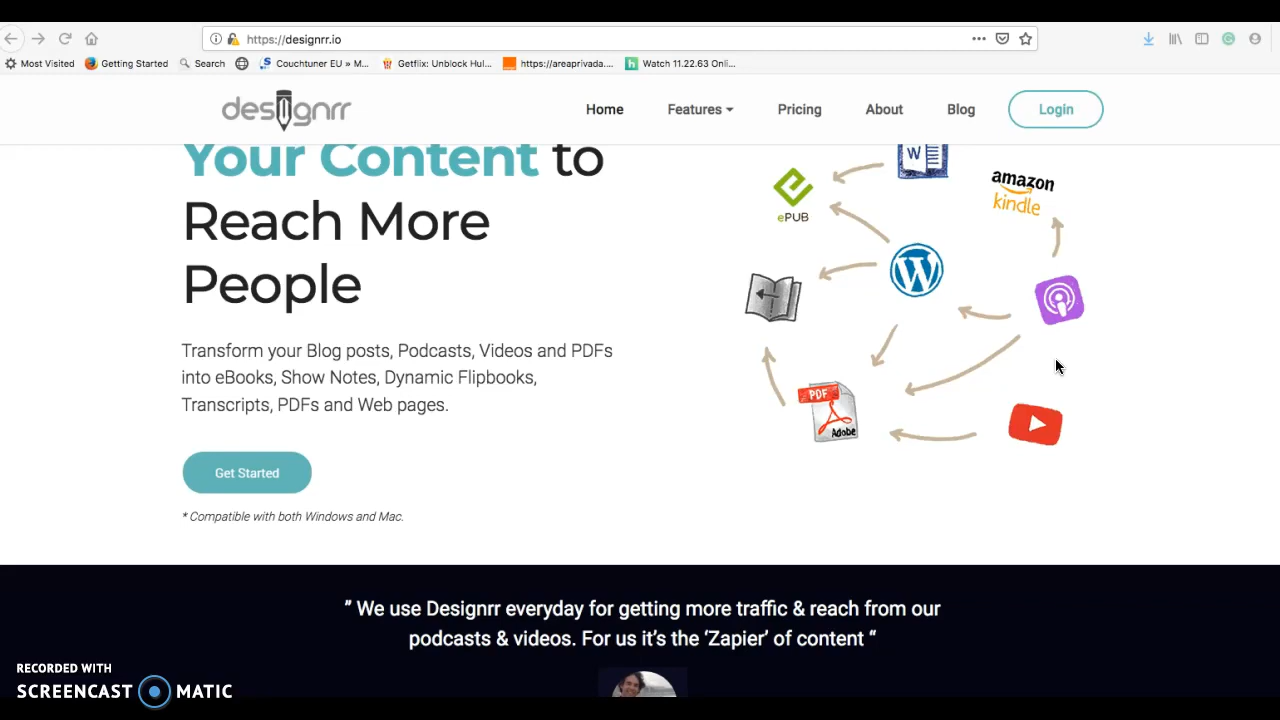 https://designrr.io
Most Visited Getting Started Search Couchtuner EU » M... Getflix: Unblock Hul... https://areaprivada.... Watch 11.22.63 Onli...
designrr Home Features Pricing About Blog Login
Your Content to
Reach More
People
Transform your Blog posts, Podcasts, Videos and PDFs
into eBooks, Show Notes, Dynamic Flipbooks,
Transcripts, PDFs and Web pages.
Get Started
* Compatible with both Windows and Mac.
W
amazon
kindle
ePUB
W
PDF
Adobe
" We use Designrr everyday for getting more traffic & reach from our
podcasts & videos. For us it's the ‘Zapier’ of content “
RECORDED WITH
SCREENCAST MATIC